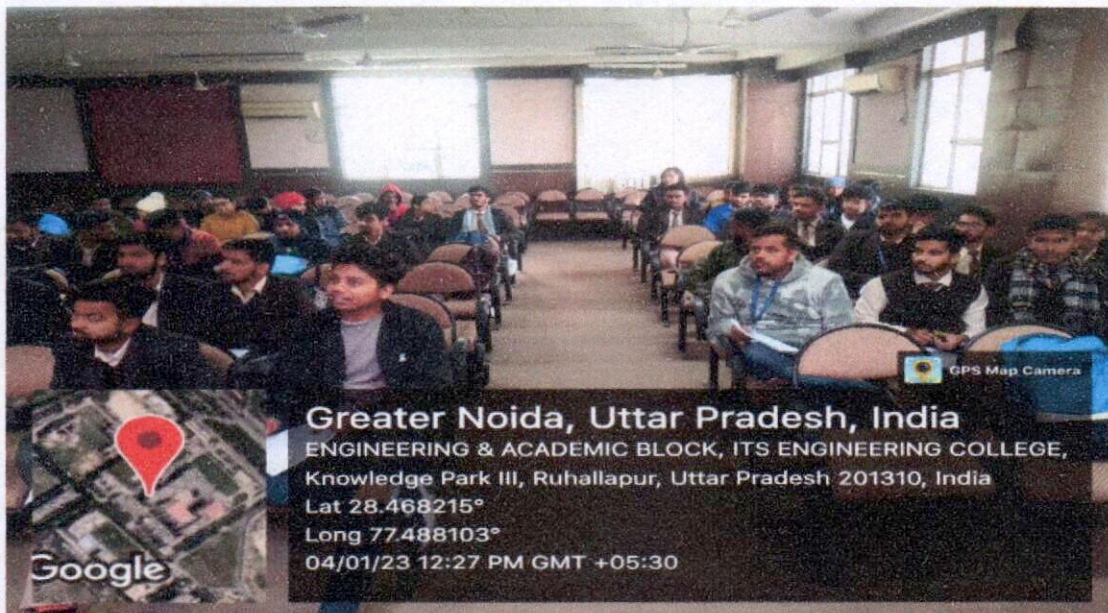 GPS Map Camera
Greater Noida, Uttar Pradesh, India
ENGINEERING & ACADEMIC BLOCK, ITS ENGINEERING COLLEGE,
Knowledge Park III, Ruhallapur, Uttar Pradesh 201310, India
Lat 28.468215°
Long 77.488103°
04/01/23 12:27 PM GMT +05:30
Google